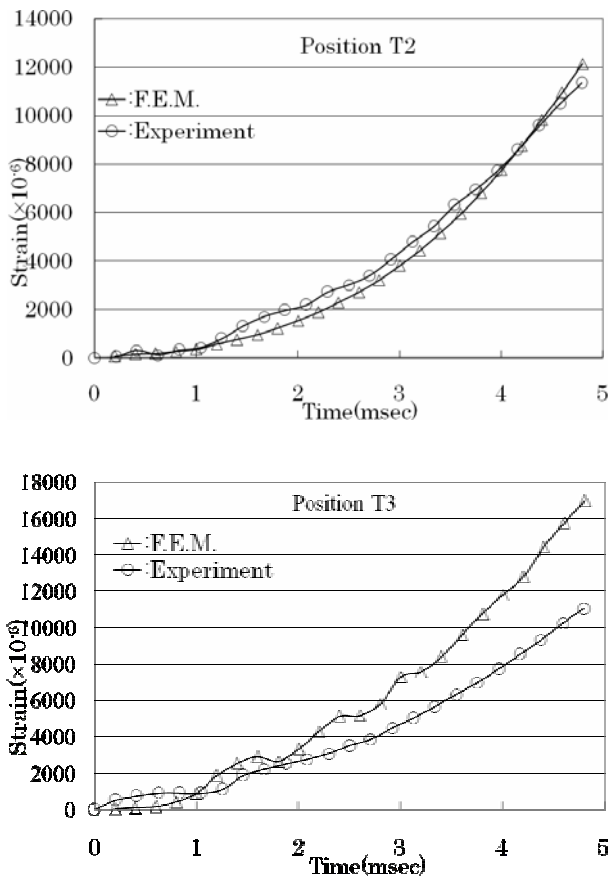 Position T2
14000
12000
10000
8000
6000
4000
2000
0
Strain(×10⁻⁶)
:F.E.M.
:Experiment
0 1 2 3 4 5
Time(msec)
Position T3
18000
16000
14000
12000
10000
8000
6000
4000
2000
0
Strain(×10⁻⁶)
:F.E.M.
:Experiment
0 1 2 3 4 5
Time(msec)